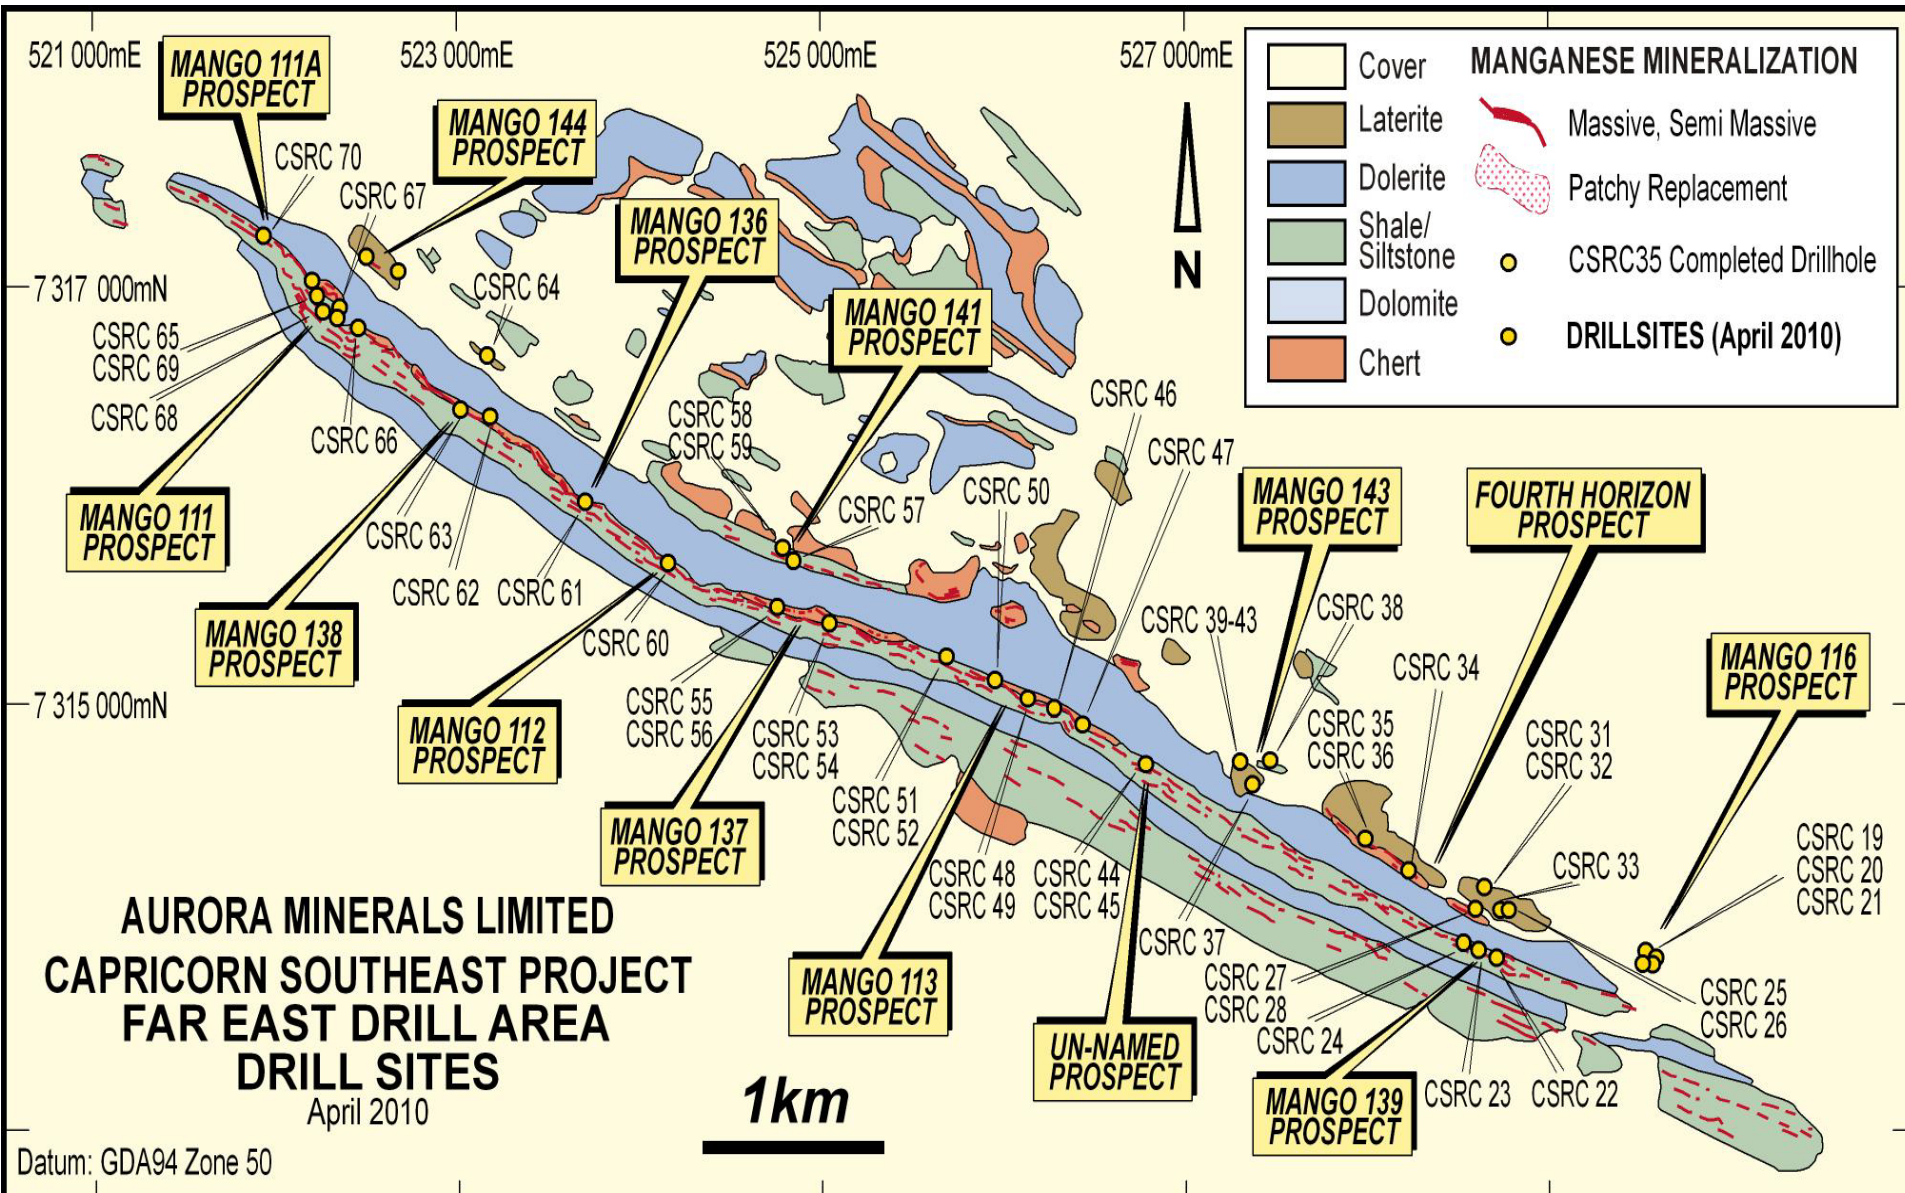 521 000mE
523 000mE
525 000mE
527 000mE
MANGO 111A
PROSPECT
MANGO 144
PROSPECT
CSRC 70
CSRC 67
MANGO 136
PROSPECT
CSRC 64
MANGO 141
PROSPECT
N
Cover
Laterite
Dolerite
Shale/
Siltstone
Dolomite
Chert
MANGANESE MINERALIZATION
Massive, Semi Massive
Patchy Replacement
CSRC35 Completed Drillhole
DRILLSITES (April 2010)
7 317 000mN
CSRC 65
CSRC 69
CSRC 68
CSRC 66
CSRC 58
CSRC 59
CSRC 46
CSRC 47
CSRC 50
CSRC 57
MANGO 143
PROSPECT
FOURTH HORIZON
PROSPECT
MANGO 111
PROSPECT
CSRC 63
CSRC 62
CSRC 61
CSRC 60
MANGO 138
PROSPECT
CSRC 39-43
CSRC 38
CSRC 34
MANGO 116
PROSPECT
7 315 000mN
MANGO 112
PROSPECT
CSRC 55
CSRC 56
CSRC 53
CSRC 54
CSRC 35
CSRC 36
CSRC 31
CSRC 32
CSRC 51
CSRC 52
MANGO 137
PROSPECT
CSRC 48
CSRC 49
CSRC 44
CSRC 45
CSRC 33
CSRC 19
CSRC 20
CSRC 21
CSRC 37
CSRC 27
CSRC 28
CSRC 24
CSRC 25
CSRC 26
MANGO 113
PROSPECT
UN-NAMED
PROSPECT
MANGO 139
PROSPECT
CSRC 23
CSRC 22
AURORA MINERALS LIMITED
CAPRICORN SOUTHEAST PROJECT
FAR EAST DRILL AREA
DRILL SITES
April 2010
1km
Datum: GDA94 Zone 50